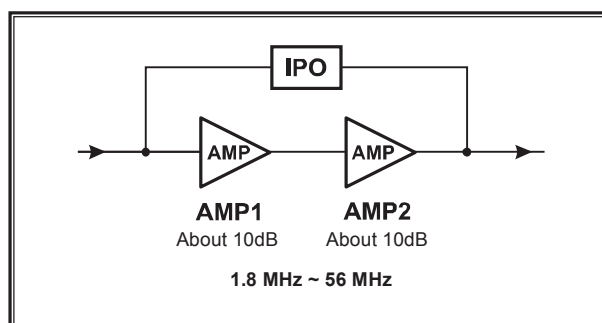 IPO
AMP AMP
AMP1 AMP2
About 10dB About 10dB
1.8 MHz ~ 56 MHz